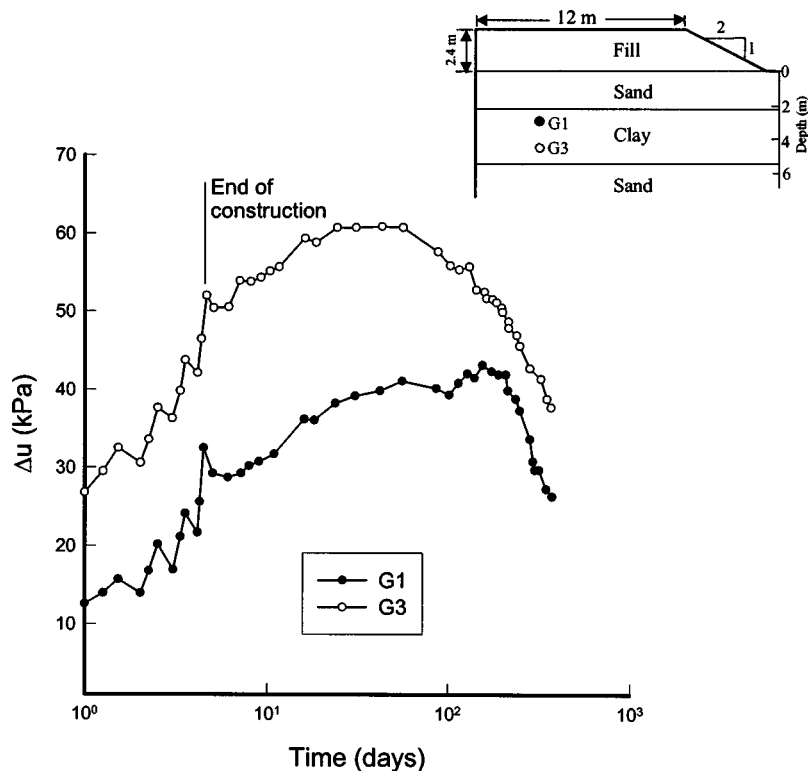 12 m
2
1
2.4 m
Fill
0
Sand
2
G1
Clay
4
G3
Depth (m)
6
Sand
70
End of
construction
60
50
40
Δu (kPa)
30
20
G1
G3
10
10⁰
10¹
10²
10³
Time (days)